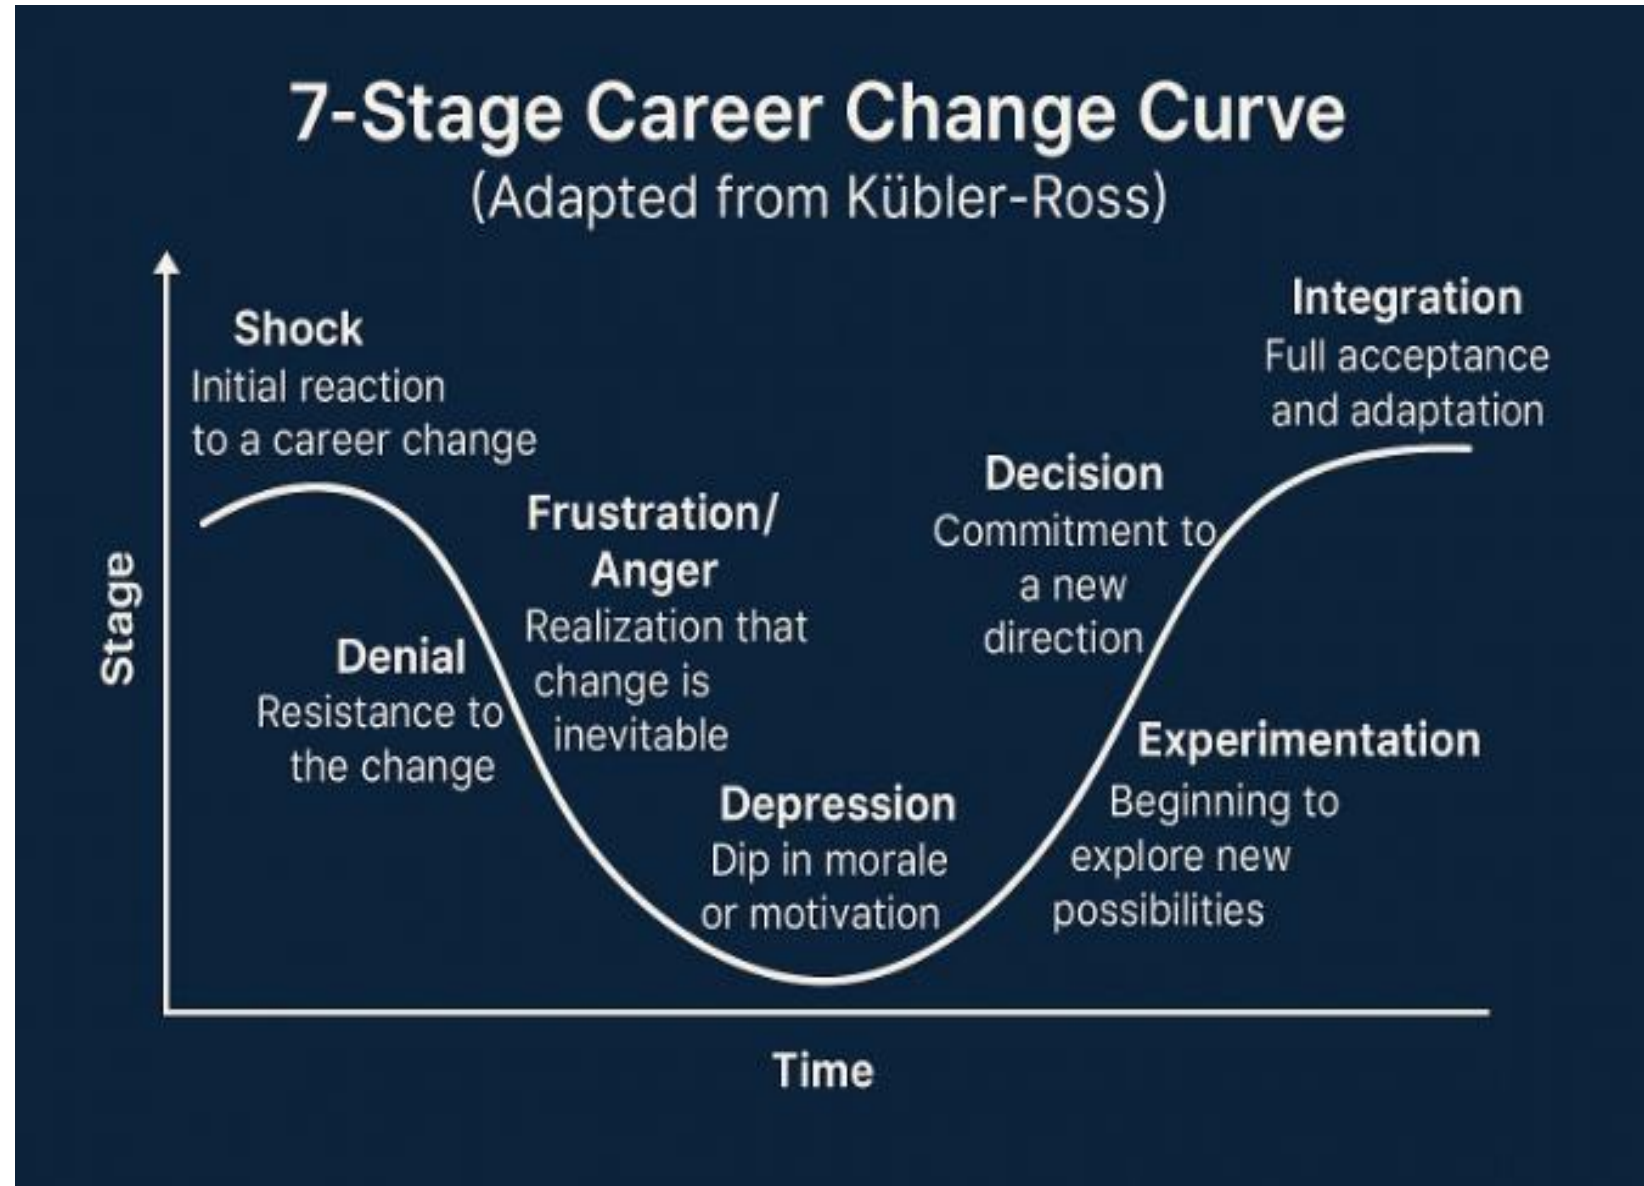 7-Stage Career Change Curve
(Adapted from Kübler-Ross)
Shock
Initial reaction
to a career change
Denial
Resistance to
the change
Frustration/
Anger
Realization that
change is
inevitable
Depression
Dip in morale
or motivation
Experimentation
Beginning to
explore new
possibilities
Decision
Commitment to
a new
direction
Integration
Full acceptance
and adaptation
Stage
Time